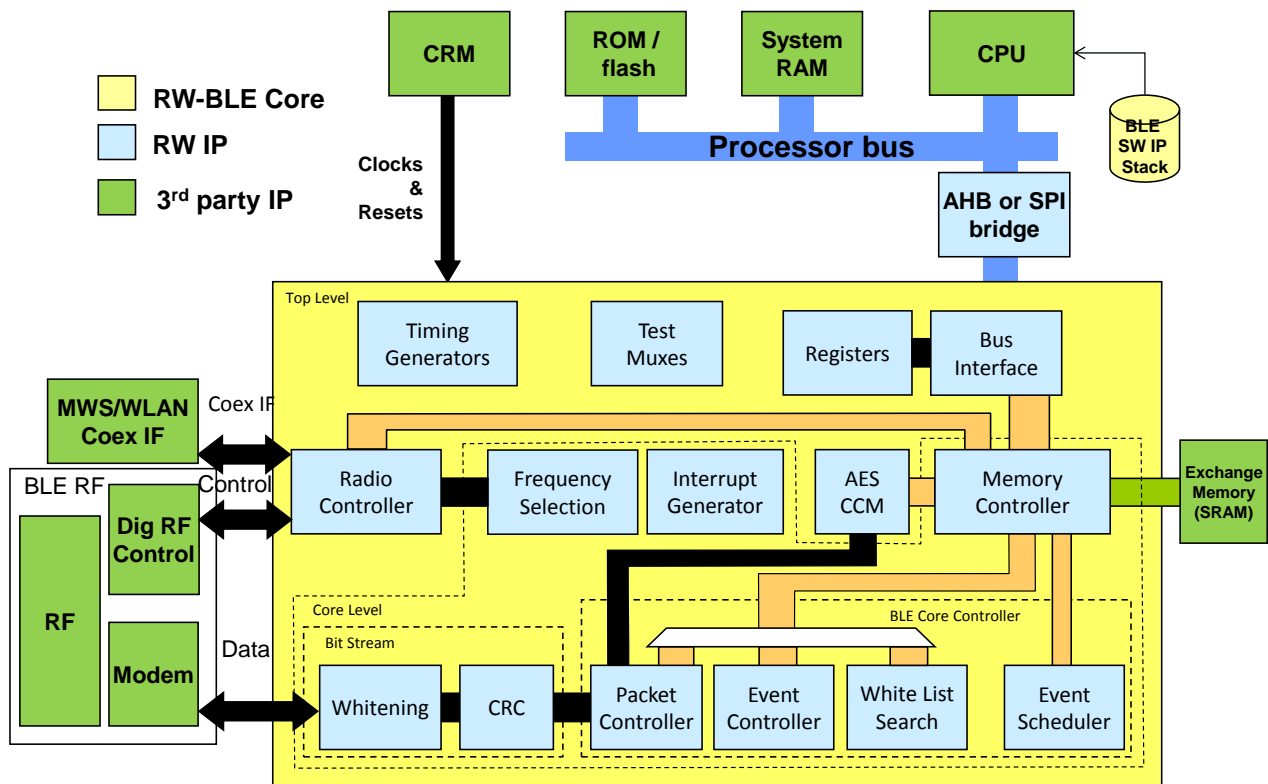 CRM
ROM /
flash
System
RAM
CPU
RW-BLE Core
RW IP
3rd party IP
BLE
SW IP
Stack
Processor bus
Clocks
&
Resets
AHB or SPI
bridge
Top Level
Timing
Generators
Test
Muxes
Registers
Bus
Interface
MWS/WLAN
Coex IF
Coex IF
BLE RF
Control
Dig RF
Control
RF
Modem
Data
Radio
Controller
Frequency
Selection
Interrupt
Generator
AES
CCM
Memory
Controller
Exchange
Memory
(SRAM)
Core Level
Bit Stream
BLE Core Controller
Whitening
CRC
Packet
Controller
Event
Controller
White List
Search
Event
Scheduler